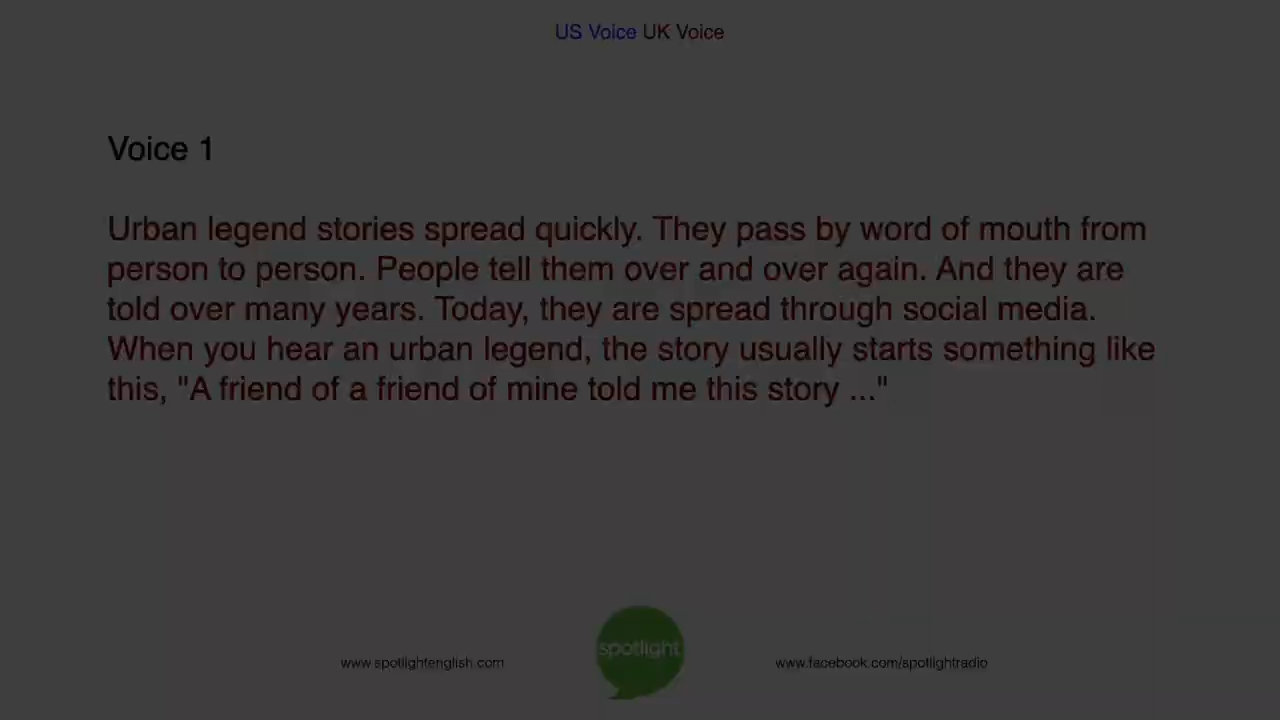 US Voice UK Voice
Voice 1
Urban legend stories spread quickly. They pass by word of mouth from
person to person. People tell them over and over again. And they are
told over many years. Today, they are spread through social media.
When you hear an urban legend, the story usually starts something like
this, "A friend of a friend of mine told me this story ..."
spotlight
www.spotlightenglish.com
www.facebook.com/spotlightradio